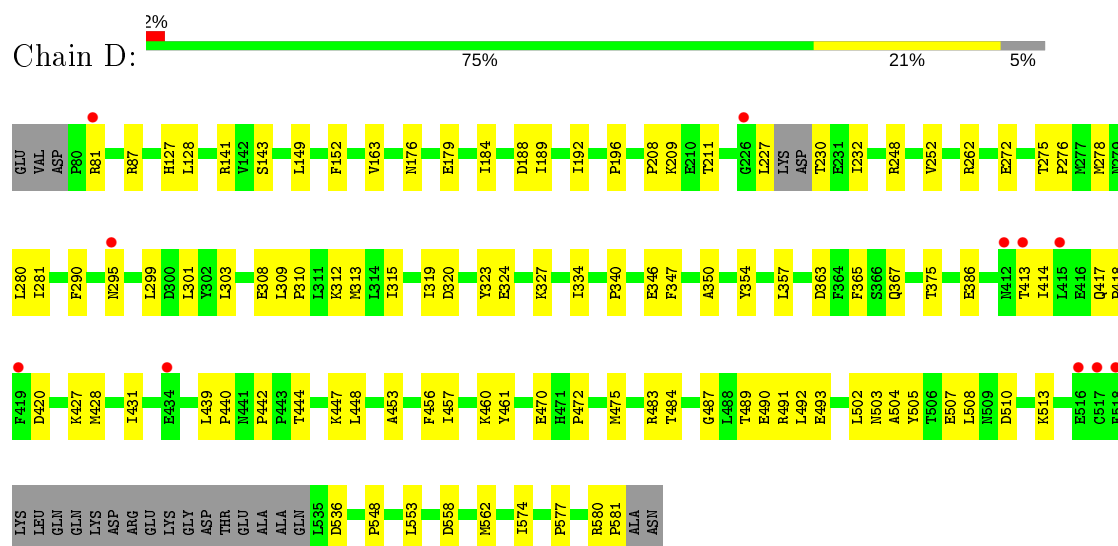 2%
Chain D:
75% 21% 5%
GLU VAL ASP P80 R81 R87 H127 L128 R141 V142 S143 L149 F152 V163 N176 E179 I184 D188 I189 I192 P196 P208 K209 E210 T211 G226 L227 LYS ASP T230 E231 I232 R248 V252 R262 E272 T275 P276 M277 M278
L280 I281 F290 N295 L299 D300 L301 Y302 L303 E308 L309 P310 L311 K312 M313 L314 I315 I319 D320 Y323 E324 K327 I334 P340 E346 F347 A350 Y354 L357 D363 F364 F365 S366 Q367 T375 E386 N412 T413 I414 L415 E416 Q417
F419 D420 K427 M428 I431 E434 L439 P440 N441 P442 P443 T444 K447 L448 A453 F456 I457 K460 Y461 E470 H471 P472 M475 R483 T484 G487 L488 T489 E490 R491 L492 E493 L502 N503 A504 Y505 T506 E507 L508 N509 D510 K513 E516 C517
LYS LEU GLN GLN LYS ASP ARG GLU LYS GLY ASP THR GLU ALA ALA GLN L535 D536 P548 L553 D558 M562 I574 P577 R580 P581 ALA ASN